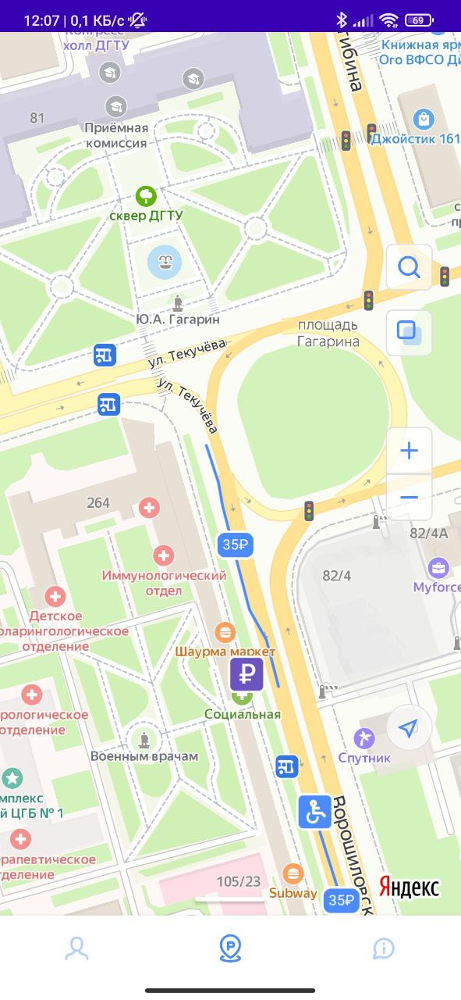 12:07 | 0,1 КБ/с
69
Конгресс-
холл ДГТУ
Книжная ярм
Ого ВФСО Ди
81
Приёмная
комиссия
Джойстик 161
сквер ДГТУ
Ю.А. Гагарин
площадь
Гагарина
ул. Текучёва
ул. Текучёва
264
35₽
Иммунологический
отдел
82/4А
82/4
Myforce
Детское
оларингологическое
отделение
Шаурма маркет
₽
Социальная
рологическое
отделение
Военным врачам
Спутник
мплекс
й ЦГБ № 1
Ворошиловск
рапевтическое
тделение
105/23
Subway
35₽
Яндекс
P